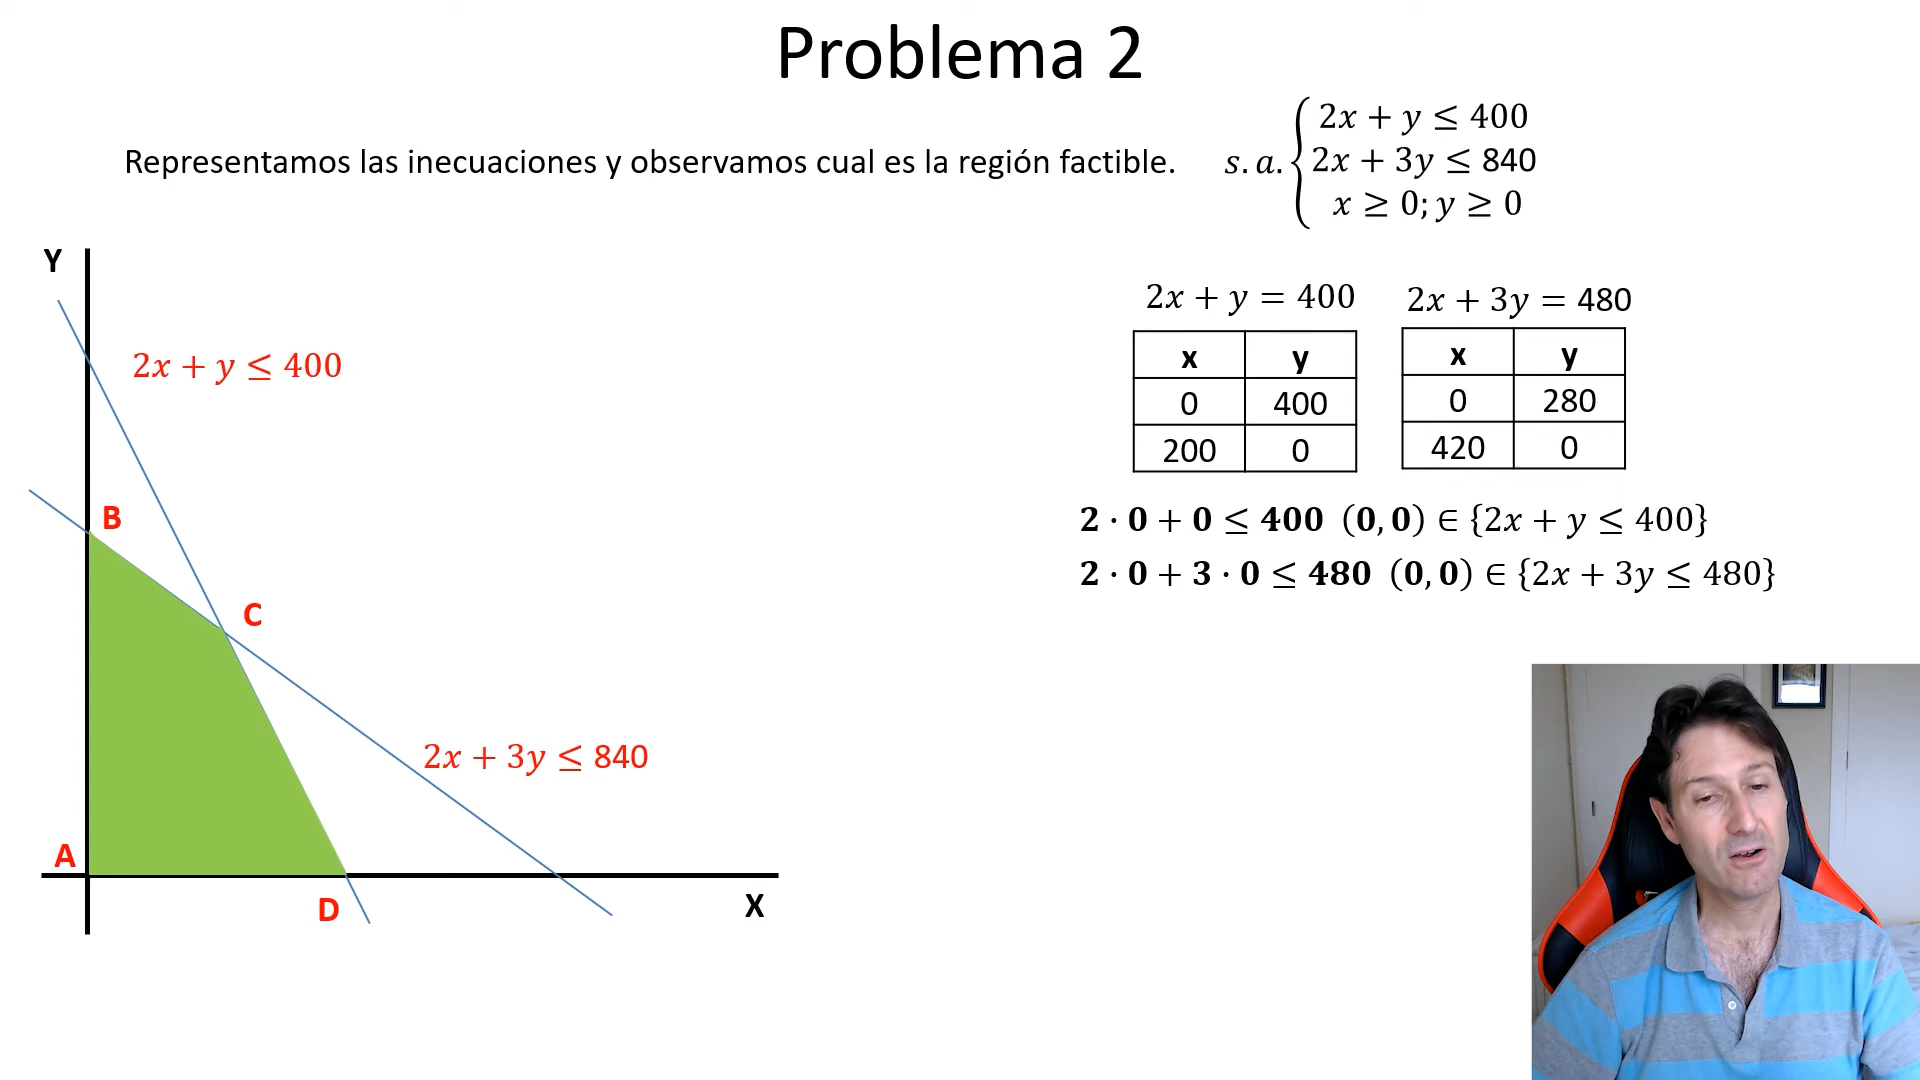 Problema 2
Representamos las inecuaciones y observamos cual es la región factible.
s.a. { 2x + y ≤ 400
2x + 3y ≤ 840
x ≥ 0; y ≥ 0
Y
2x + y ≤ 400
B
C
2x + 3y ≤ 840
A
D
X
2x + y = 400
x y
0 400
200 0
2x + 3y = 480
x y
0 280
420 0
2 · 0 + 0 ≤ 400 (0, 0) ∈ {2x + y ≤ 400}
2 · 0 + 3 · 0 ≤ 480 (0, 0) ∈ {2x + 3y ≤ 480}